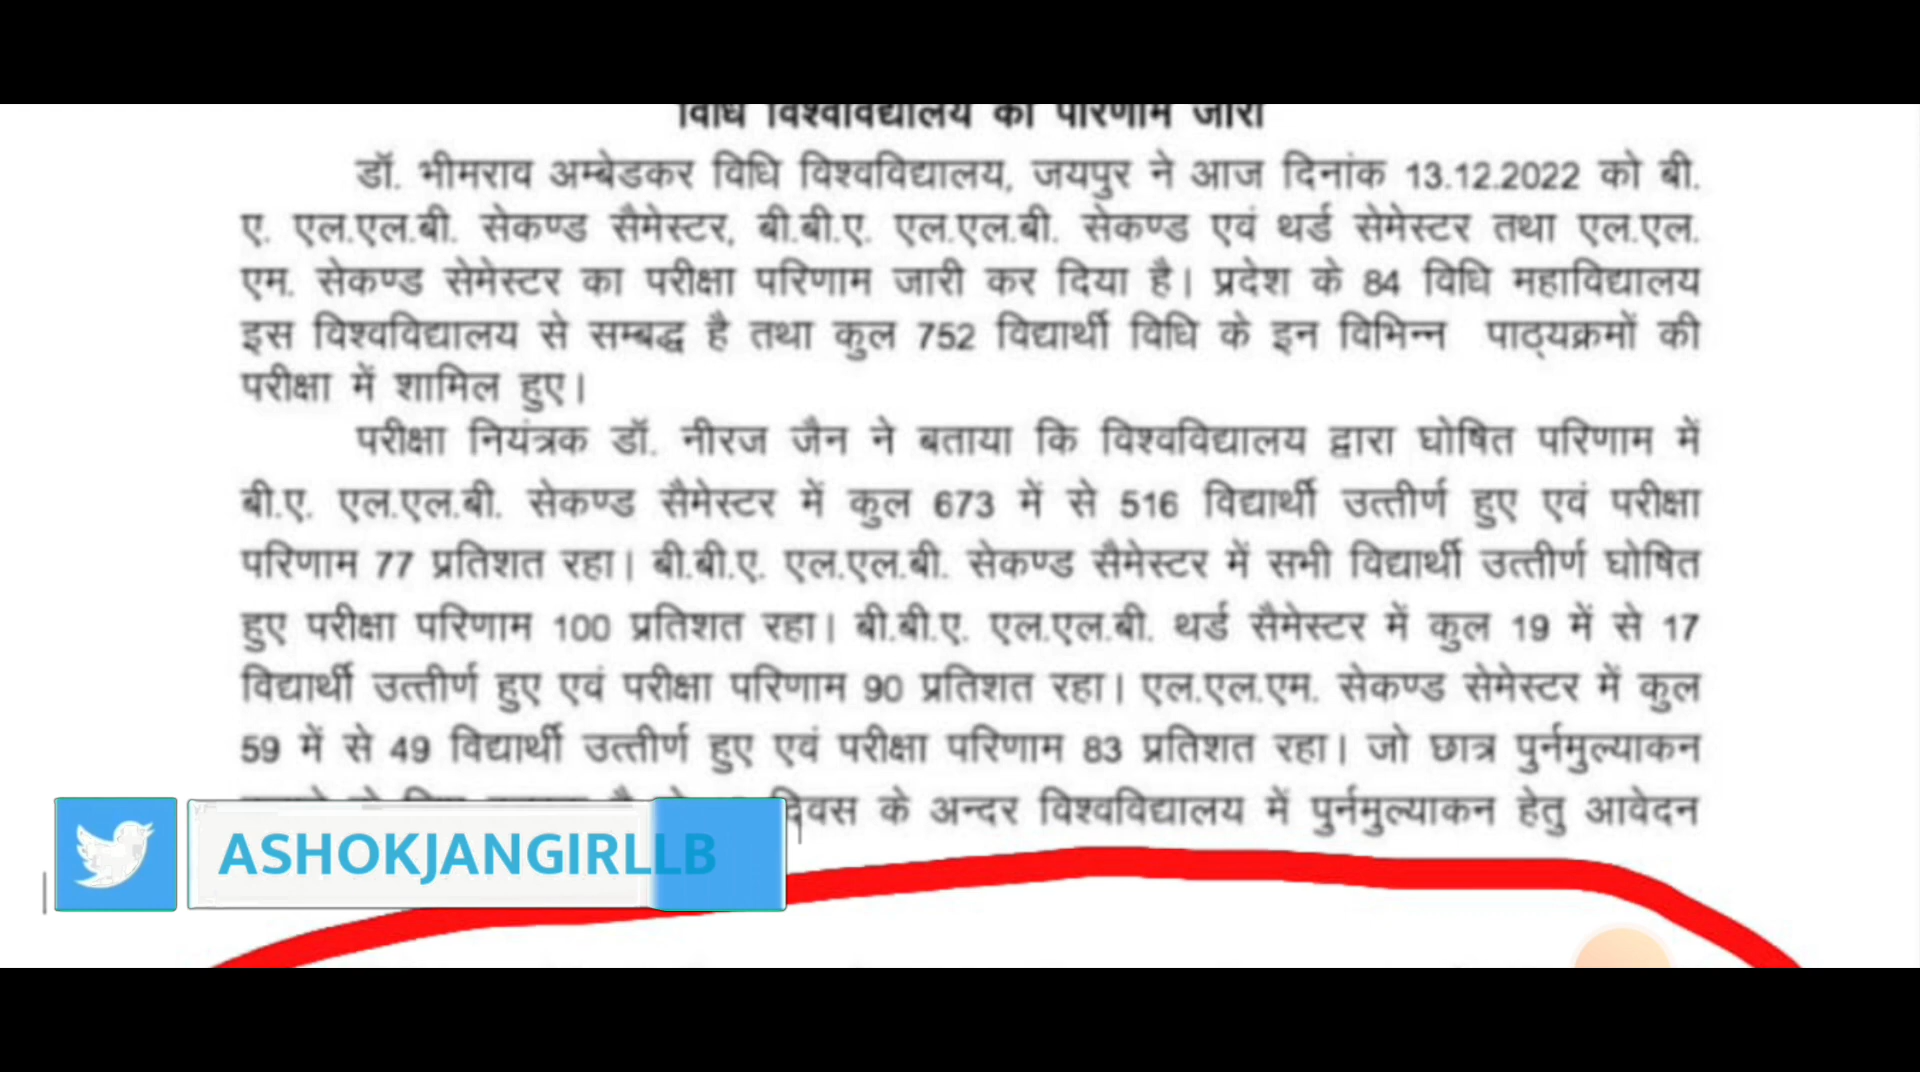 विधि विश्वविद्यालय का परिणाम जारी
डॉ. भीमराव अम्बेडकर विधि विश्वविद्यालय, जयपुर ने आज दिनांक 13.12.2022 को बी.
ए. एल.एल.बी. सेकण्ड सैमेस्टर, बी.बी.ए. एल.एल.बी. सेकण्ड एवं थर्ड सेमेस्टर तथा एल.एल.
एम. सेकण्ड सेमेस्टर का परीक्षा परिणाम जारी कर दिया है। प्रदेश के 84 विधि महाविद्यालय
इस विश्वविद्यालय से सम्बद्ध है तथा कुल 752 विद्यार्थी विधि के इन विभिन्न पाठ्यक्रमों की
परीक्षा में शामिल हुए।
परीक्षा नियंत्रक डॉ. नीरज जैन ने बताया कि विश्वविद्यालय द्वारा घोषित परिणाम में
बी.ए. एल.एल.बी. सेकण्ड सैमेस्टर में कुल 673 में से 516 विद्यार्थी उत्तीर्ण हुए एवं परीक्षा
परिणाम 77 प्रतिशत रहा। बी.बी.ए. एल.एल.बी. सेकण्ड सैमेस्टर में सभी विद्यार्थी उत्तीर्ण घोषित
हुए परीक्षा परिणाम 100 प्रतिशत रहा। बी.बी.ए. एल.एल.बी. थर्ड सैमेस्टर में कुल 19 में से 17
विद्यार्थी उत्तीर्ण हुए एवं परीक्षा परिणाम 90 प्रतिशत रहा। एल.एल.एम. सेकण्ड सेमेस्टर में कुल
59 में से 49 विद्यार्थी उत्तीर्ण हुए एवं परीक्षा परिणाम 83 प्रतिशत रहा। जो छात्र पुर्नमुल्याकन
दिवस के अन्दर विश्वविद्यालय में पुर्नमुल्याकन हेतु आवेदन
ASHOKJANGIRLLB